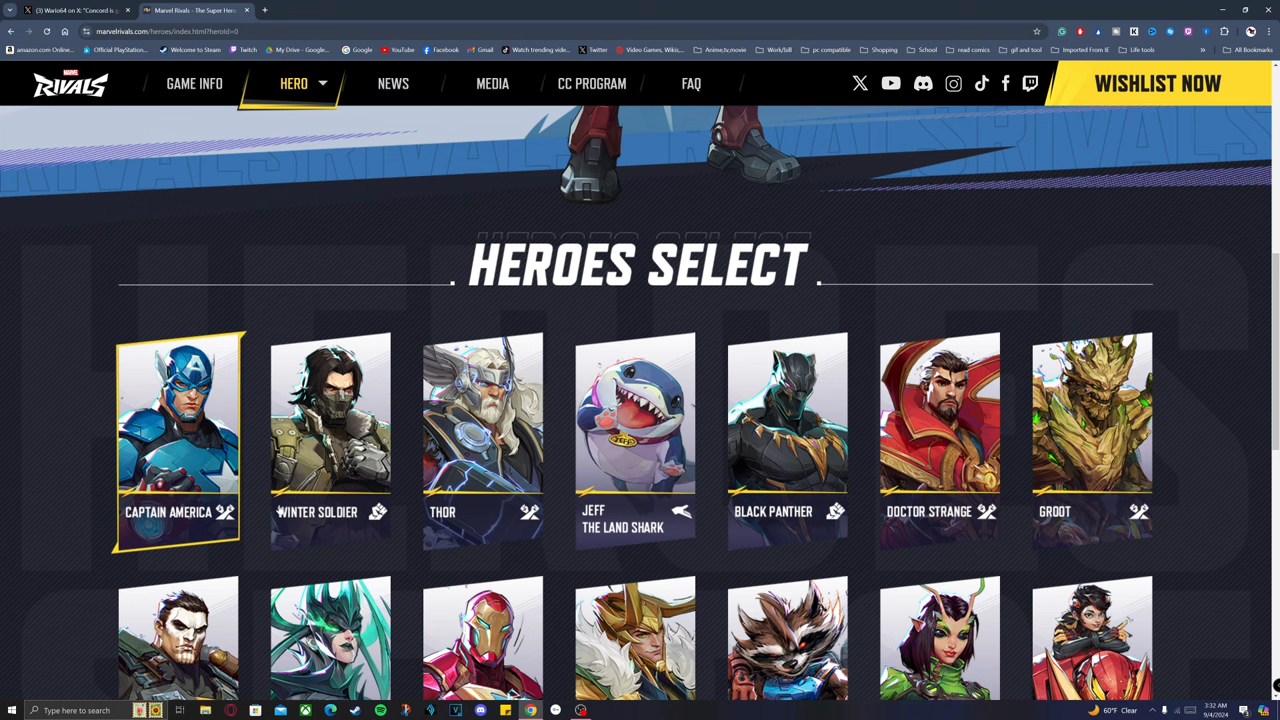 (3) Wario64 on X: "Concord is g
Marvel Rivals - The Super Hero
marvelrivals.com/heroes/index.html?heroId=0
amazon.com Online...
Official PlayStation...
Welcome to Steam
Twitch
My Drive - Google...
Google
YouTube
Facebook
Gmail
Watch trending vide...
Twitter
Video Games, Wikis,...
Anime,tv,movie
Work/bill
pc compatible
Shopping
School
read comics
gif and tool
Imported From IE
Life tools
All Bookmarks
MARVEL
RIVALS
GAME INFO
HERO
NEWS
MEDIA
CC PROGRAM
FAQ
WISHLIST NOW
HEROES SELECT
CAPTAIN AMERICA
WINTER SOLDIER
THOR
JEFF
THE LAND SHARK
BLACK PANTHER
DOCTOR STRANGE
GROOT
Type here to search
60°F Clear
3:32 AM
9/4/2024